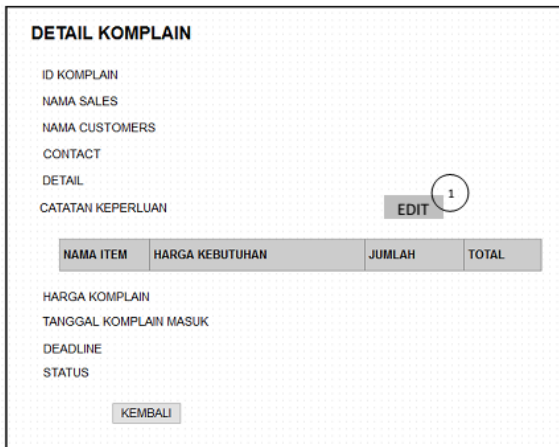 DETAIL KOMPLAIN
ID KOMPLAIN
NAMA SALES
NAMA CUSTOMERS
CONTACT
DETAIL
CATATAN KEPERLUAN EDIT 1
NAMA ITEM HARGA KEBUTUHAN JUMLAH TOTAL
HARGA KOMPLAIN
TANGGAL KOMPLAIN MASUK
DEADLINE
STATUS
KEMBALI